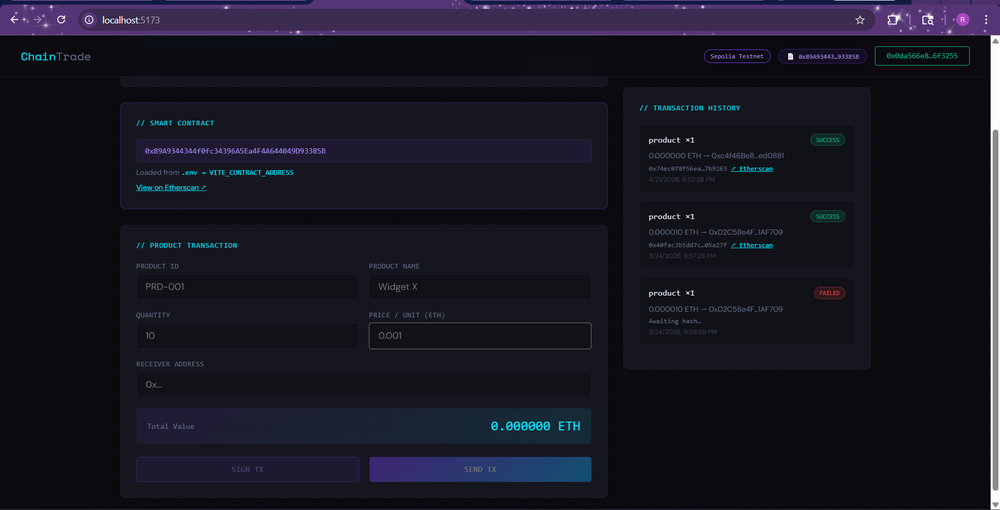 localhost:5173
R
ChainTrade
Sepolia Testnet
0x89A93443…93385B
0x0da566e8…6f3255
// SMART CONTRACT
0x89A9344344f0fc34396A5Ea4F4A644049D93385B
Loaded from .env → VITE_CONTRACT_ADDRESS
View on Etherscan ↗
// PRODUCT TRANSACTION
PRODUCT ID
PRODUCT NAME
PRD-001
Widget X
QUANTITY
PRICE / UNIT (ETH)
10
0.001
RECEIVER ADDRESS
0x...
Total Value
0.000000 ETH
SIGN TX
SEND TX
// TRANSACTION HISTORY
product ×1
SUCCESS
0.000000 ETH → 0xc4f46Be8…ed0881
0x74ec078f56ea…7b9263 ↗ Etherscan
4/21/2026, 6:52:28 PM
product ×1
SUCCESS
0.000010 ETH → 0xD2C58e4F…1AF709
0x40fac3b5dd7c…05a27f ↗ Etherscan
3/24/2026, 9:57:28 PM
product ×1
FAILED
0.000010 ETH → 0xD2C58e4F…1AF709
Awaiting hash…
3/24/2026, 9:56:59 PM